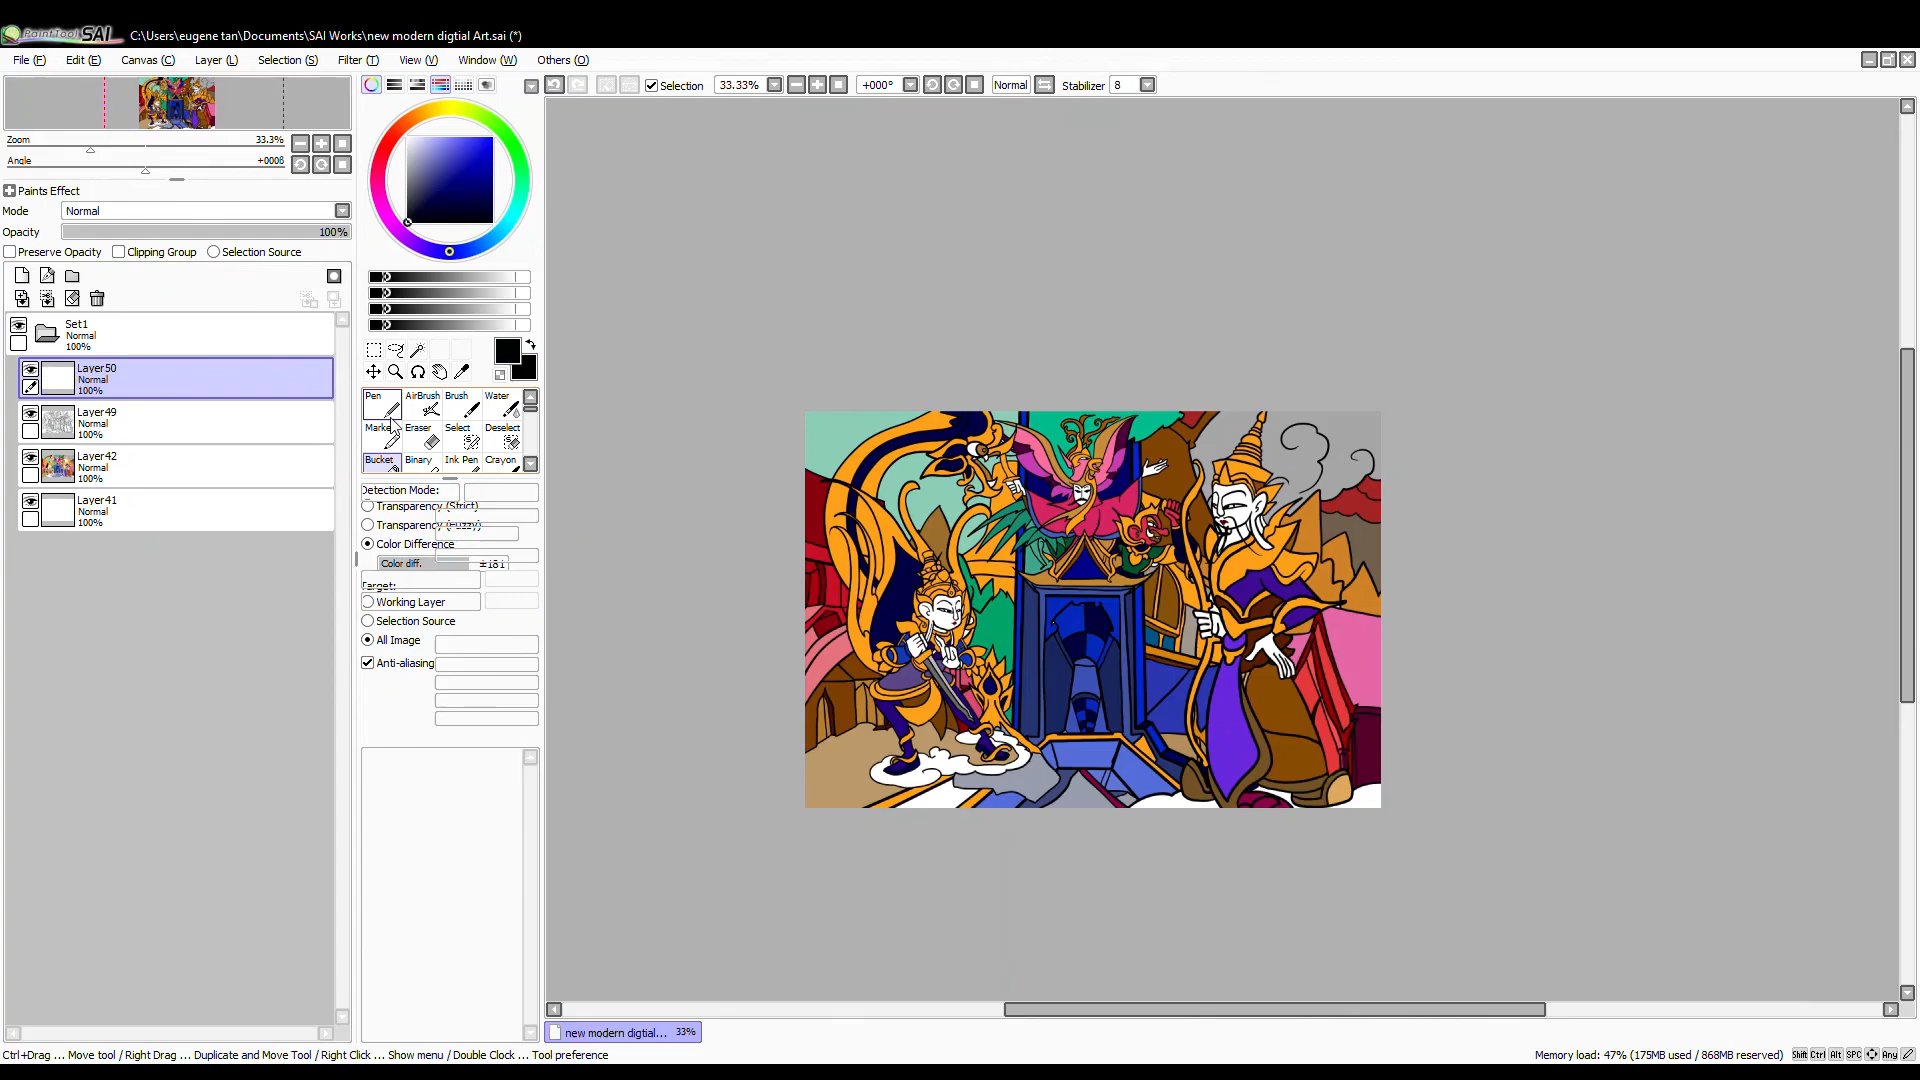 PaintTool SAI C:\Users\eugene tan\Documents\SAI Works\new modern digtial Art.sai (*)
File (F) Edit (E) Canvas (C) Layer (L) Selection (S) Filter (T) View (V) Window (W) Others (O)
Selection 33.33% +000° Normal Stabilizer 8
Zoom 33.3%
Angle +000ß
Paints Effect
Mode Normal
Opacity 100%
Preserve Opacity Clipping Group Selection Source
Set1
Normal
100%
Layer50
Normal
100%
Layer49
Normal
100%
Layer42
Normal
100%
Layer41
Normal
100%
Pen AirBrush Brush Water
Marke Eraser Select Deselect
Bucket Binary Ink Pen Crayon
Detection Mode:
Transparency (Strict)
Transparency (Fuzzy)
Color Difference
Color diff. ±181
Target:
Working Layer
Selection Source
All Image
Anti-aliasing
new modern digtial... 33%
Ctrl+Drag ... Move tool / Right Drag ... Duplicate and Move Tool / Right Click ... Show menu / Double Clock ... Tool preference
Memory load: 47% (175MB used / 868MB reserved) Shift Ctrl Alt SPC Any